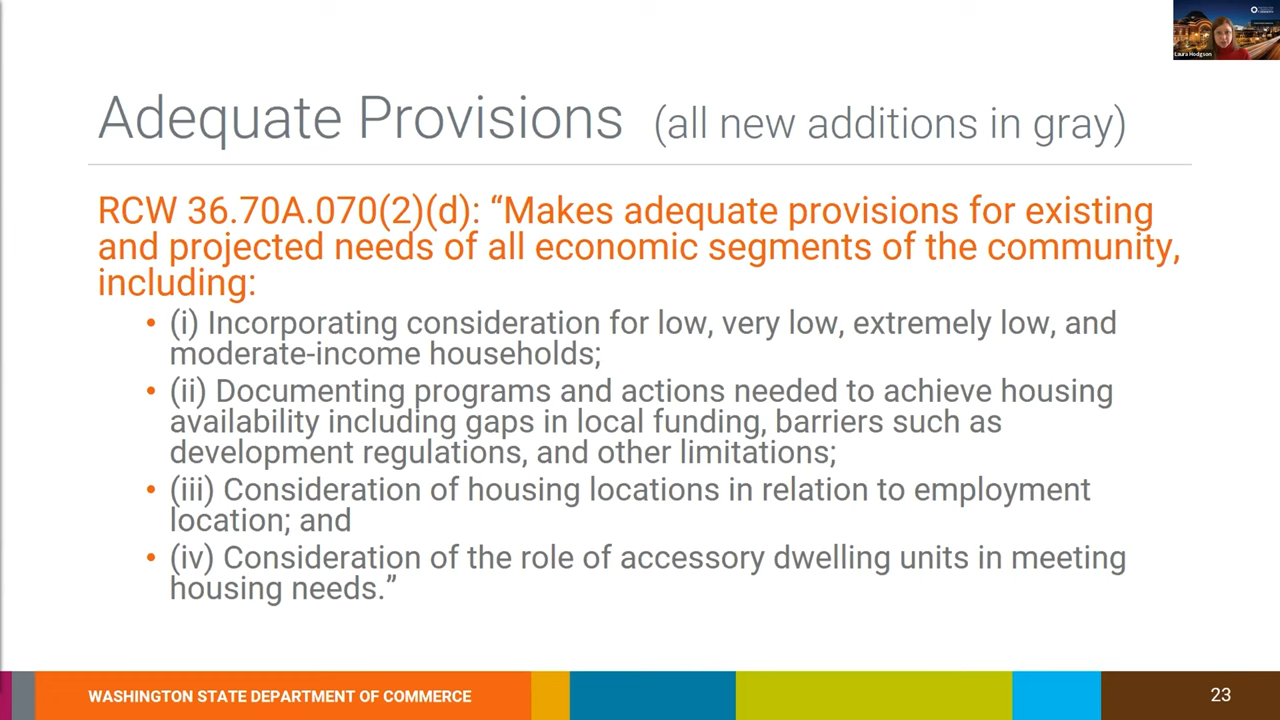 Laura Hodgson
Adequate Provisions (all new additions in gray)
RCW 36.70A.070(2)(d): “Makes adequate provisions for existing
and projected needs of all economic segments of the community,
including:
• (i) Incorporating consideration for low, very low, extremely low, and
moderate-income households;
• (ii) Documenting programs and actions needed to achieve housing
availability including gaps in local funding, barriers such as
development regulations, and other limitations;
• (iii) Consideration of housing locations in relation to employment
location; and
• (iv) Consideration of the role of accessory dwelling units in meeting
housing needs.”
WASHINGTON STATE DEPARTMENT OF COMMERCE
23